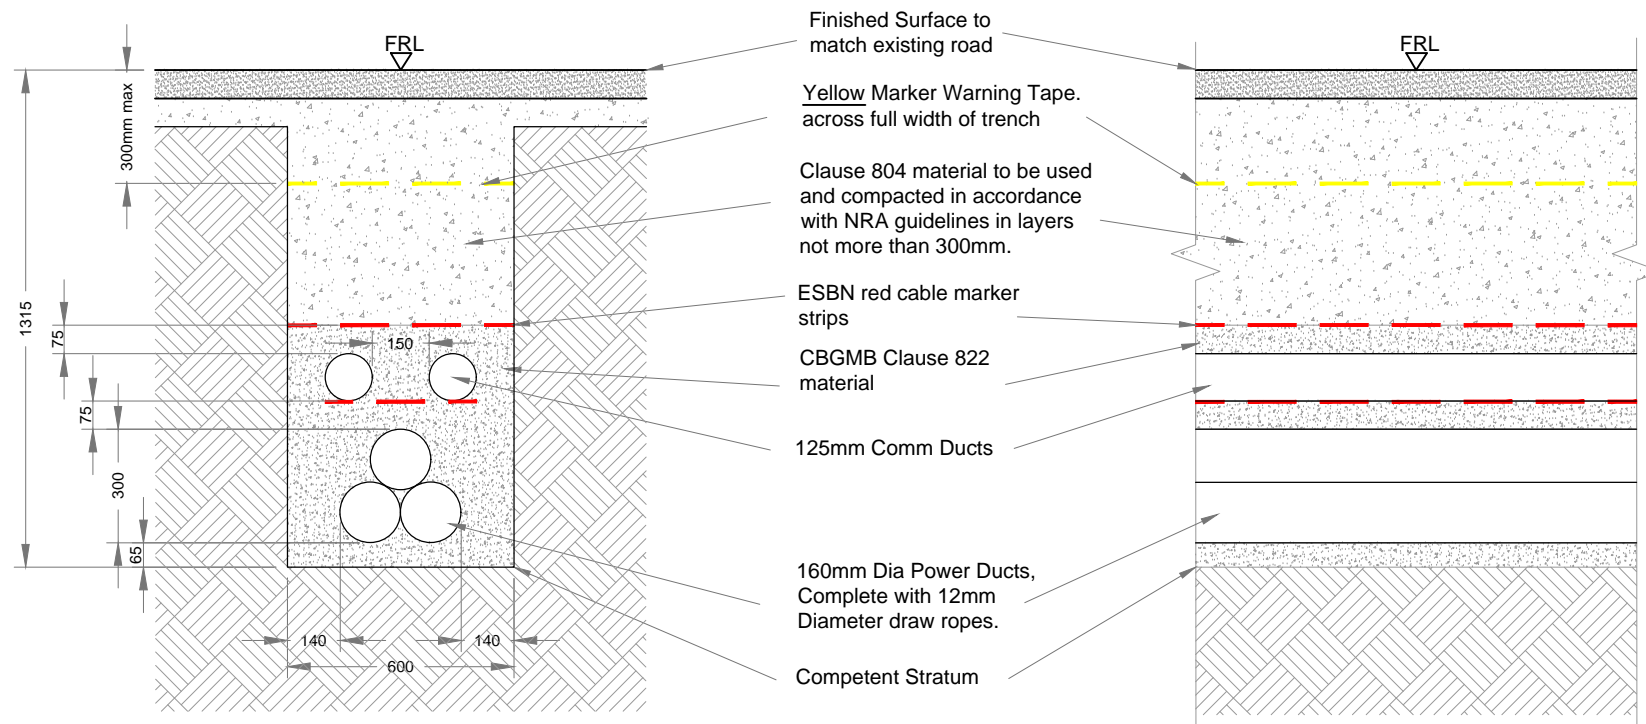 FRL
300mm max
1315
75
150
75
300
65
140
140
600
Finished Surface to
match existing road
Yellow Marker Warning Tape.
across full width of trench
Clause 804 material to be used
and compacted in accordance
with NRA guidelines in layers
not more than 300mm.
ESBN red cable marker
strips
CBGMB Clause 822
material
125mm Comm Ducts
160mm Dia Power Ducts,
Complete with 12mm
Diameter draw ropes.
Competent Stratum
FRL